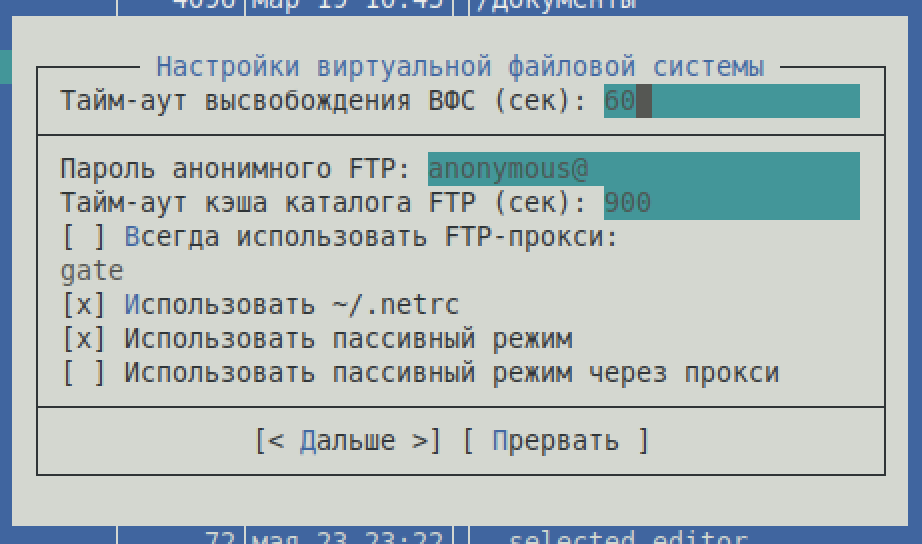 4096 мар 19 10:45 /Документы
Настройки виртуальной файловой системы
Тайм-аут высвобождения ВФС (сек): 60
Пароль анонимного FTP: anonymous@
Тайм-аут кэша каталога FTP (сек): 900
[ ] Всегда использовать FTP-прокси:
gate
[x] Использовать ~/.netrc
[x] Использовать пассивный режим
[ ] Использовать пассивный режим через прокси
[< Дальше >] [ Прервать ]
72 мая 23 23:22 selected_editor